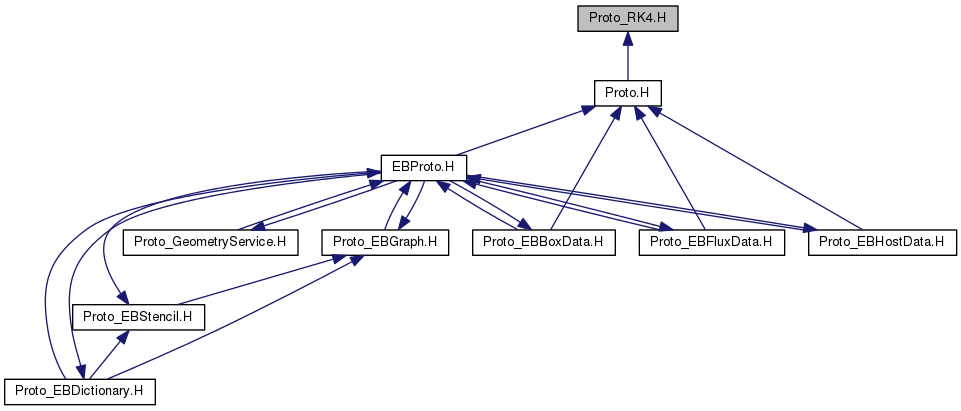 Proto_RK4.H
Proto.H
EBProto.H
Proto_GeometryService.H
Proto_EBGraph.H
Proto_EBBoxData.H
Proto_EBFluxData.H
Proto_EBHostData.H
Proto_EBStencil.H
Proto_EBDictionary.H